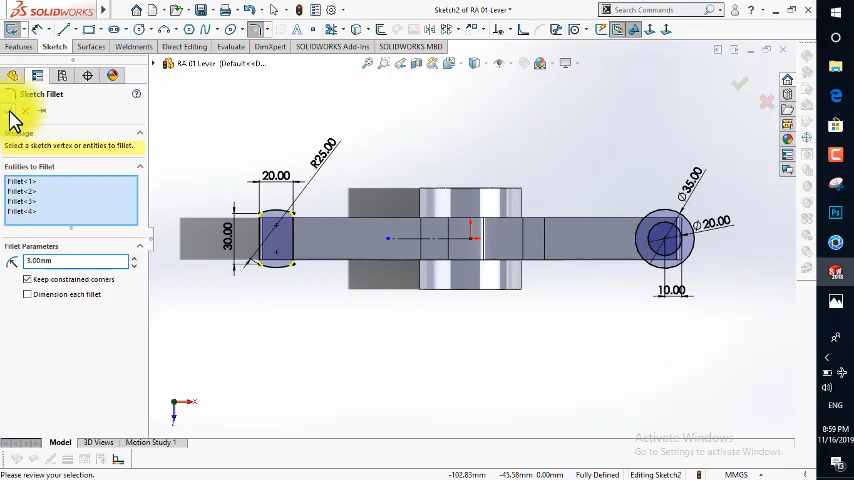 SOLIDWORKS
Sketch2 of RA 01 Lever *
Search Commands
Features
Sketch
Surfaces
Weldments
Direct Editing
Evaluate
DimXpert
SOLIDWORKS Add-Ins
SOLIDWORKS MBD
RA 01 Lever (Default<<D...
Sketch Fillet
Message
Select a sketch vertex or entities to fillet.
Entities to Fillet
Fillet<1>
Fillet<2>
Fillet<3>
Fillet<4>
Fillet Parameters
3.00mm
Keep constrained corners
Dimension each fillet
20.00
R25.00
30.00
Ø35.00
Ø20.00
10.00
X
Z
Activate Windows
Go to Settings to activate Windows.
Model
3D Views
Motion Study 1
Please review your selection.
-102.83mm
-45.58mm
0.00mm
Fully Defined
Editing Sketch2
MMGS
Ps
SW
2018
ENG
8:59 PM
11/16/2019
13